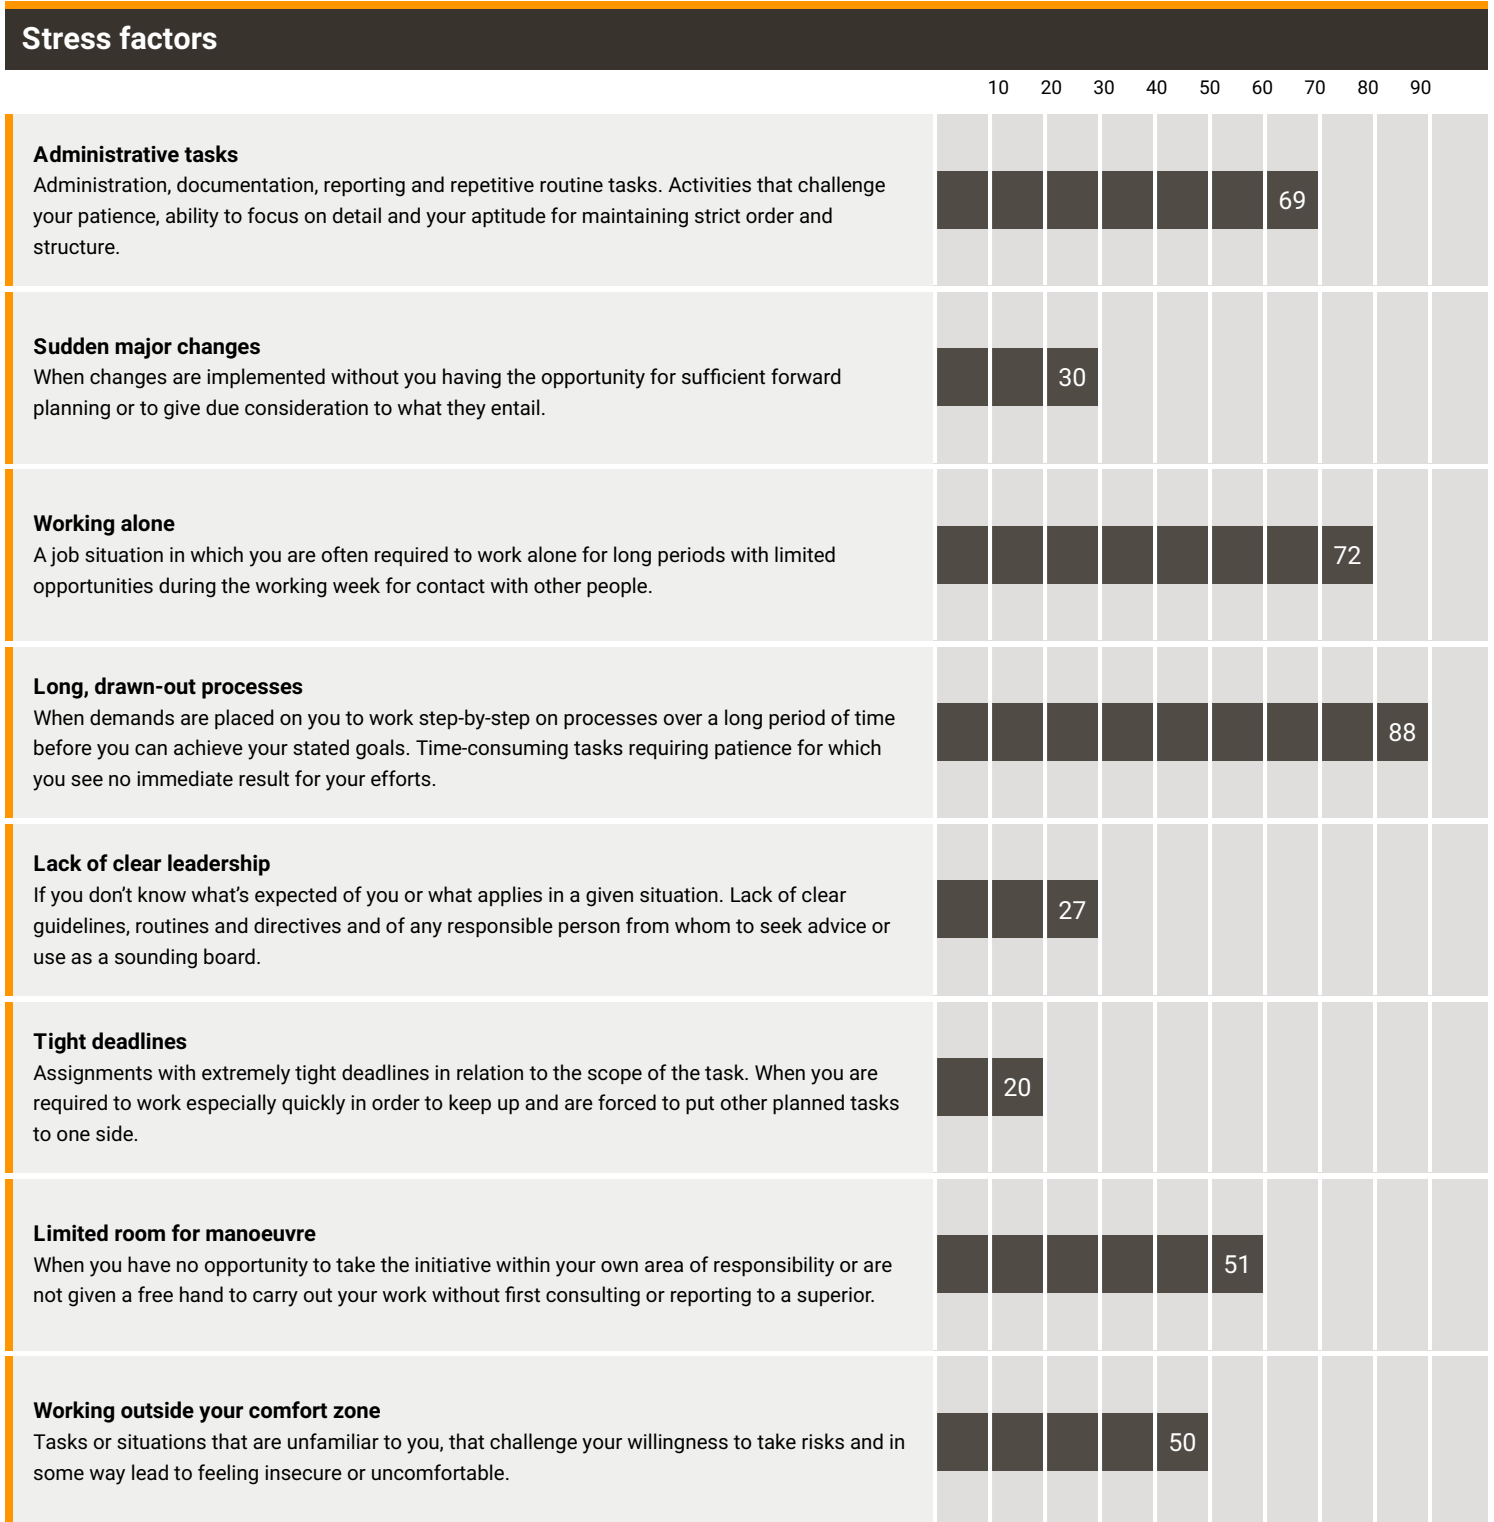 Stress factors
10 20 30 40 50 60 70 80 90
Administrative tasks
Administration, documentation, reporting and repetitive routine tasks. Activities that challenge
your patience, ability to focus on detail and your aptitude for maintaining strict order and
structure.
69
Sudden major changes
When changes are implemented without you having the opportunity for sufficient forward
planning or to give due consideration to what they entail.
30
Working alone
A job situation in which you are often required to work alone for long periods with limited
opportunities during the working week for contact with other people.
72
Long, drawn-out processes
When demands are placed on you to work step-by-step on processes over a long period of time
before you can achieve your stated goals. Time-consuming tasks requiring patience for which
you see no immediate result for your efforts.
88
Lack of clear leadership
If you don’t know what’s expected of you or what applies in a given situation. Lack of clear
guidelines, routines and directives and of any responsible person from whom to seek advice or
use as a sounding board.
27
Tight deadlines
Assignments with extremely tight deadlines in relation to the scope of the task. When you are
required to work especially quickly in order to keep up and are forced to put other planned tasks
to one side.
20
Limited room for manoeuvre
When you have no opportunity to take the initiative within your own area of responsibility or are
not given a free hand to carry out your work without first consulting or reporting to a superior.
51
Working outside your comfort zone
Tasks or situations that are unfamiliar to you, that challenge your willingness to take risks and in
some way lead to feeling insecure or uncomfortable.
50